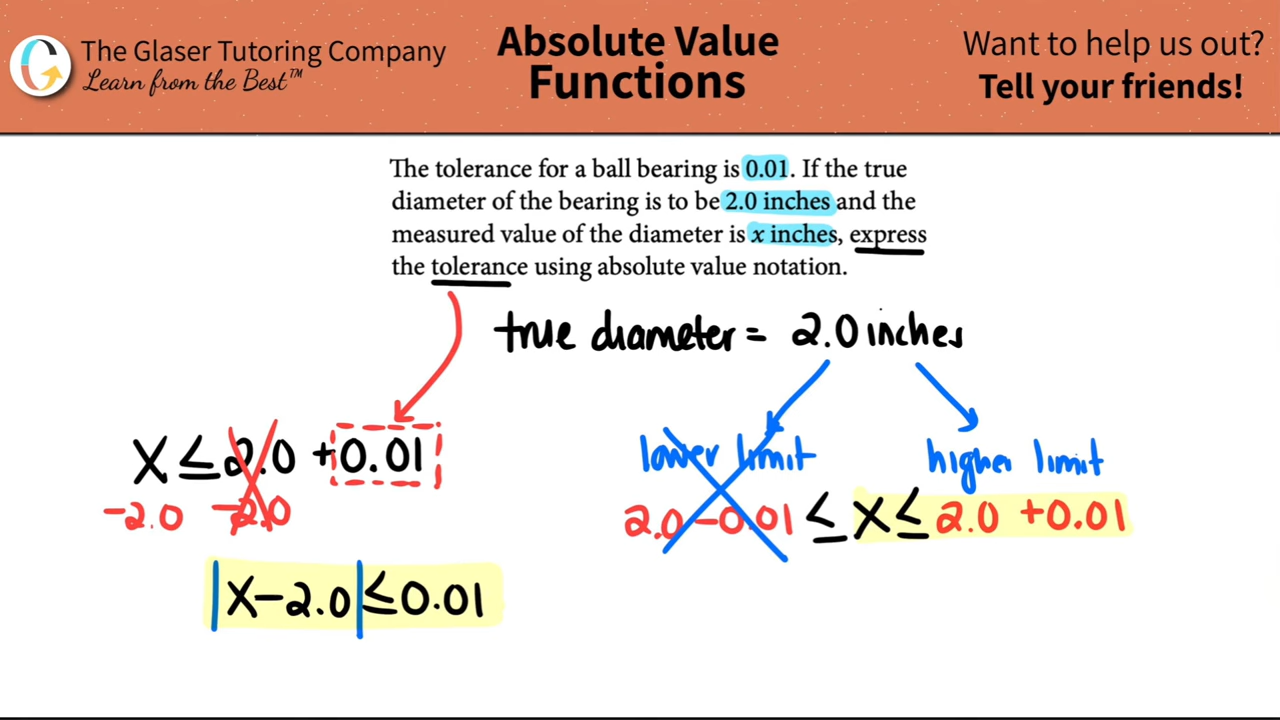 The Glaser Tutoring Company
Learn from the Best™
Absolute Value
Functions
Want to help us out?
Tell your friends!
The tolerance for a ball bearing is 0.01. If the true
diameter of the bearing is to be 2.0 inches and the
measured value of the diameter is x inches, express
the tolerance using absolute value notation.
true diameter = 2.0 inches
x ≤ 2.0 + 0.01
-2.0 -2.0
|x-2.0| ≤ 0.01
lower limit
higher limit
2.0 - 0.01 ≤ x ≤ 2.0 + 0.01